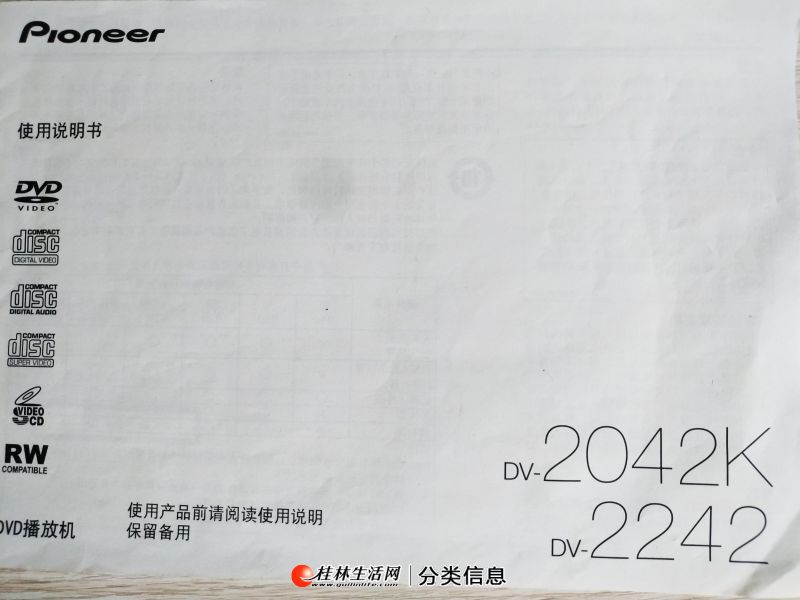 Pioneer
使用说明书
DVD
VIDEO
COMPACT
disc
DIGITAL VIDEO
COMPACT
disc
DIGITAL AUDIO
COMPACT
disc
SUPER VIDEO
VIDEO
CD
RW
COMPATIBLE
DVD播放机
使用产品前请阅读使用说明
保留备用
DV-2042K
DV-2242
桂林生活网
www.guilinlife.com
分类信息